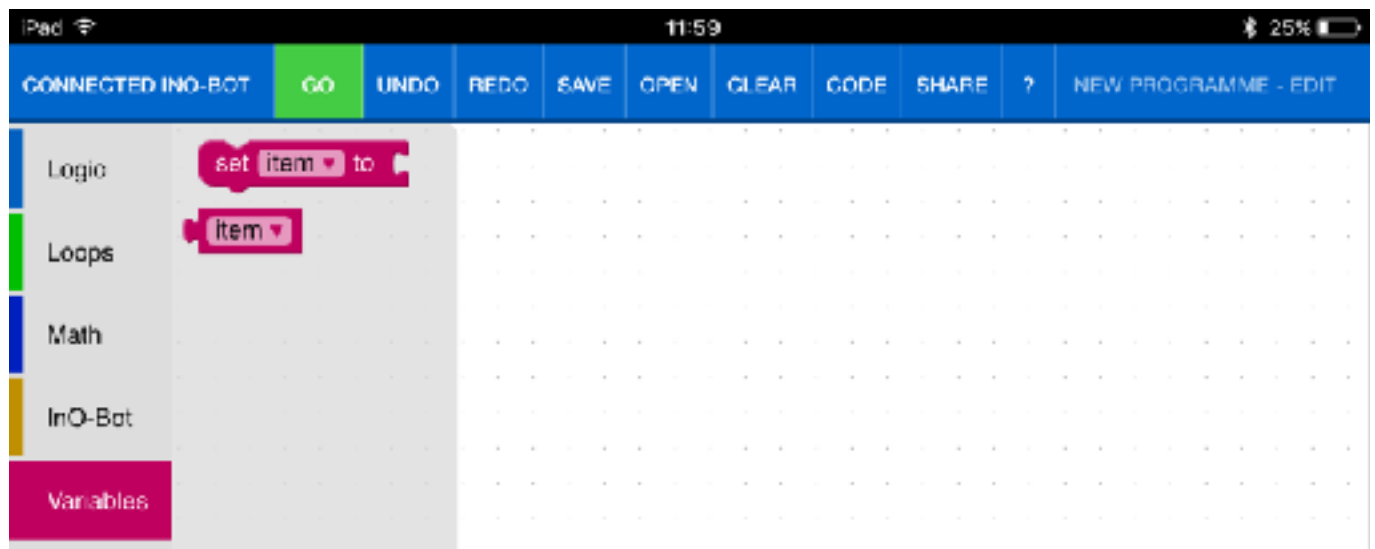 iPad 11:59 25%
CONNECTED INO-BOT GO UNDO REDO SAVE OPEN CLEAR CODE SHARE ? NEW PROGRAMME - EDIT
Logic
set item to
Loops
item
Math
InO-Bot
Variables